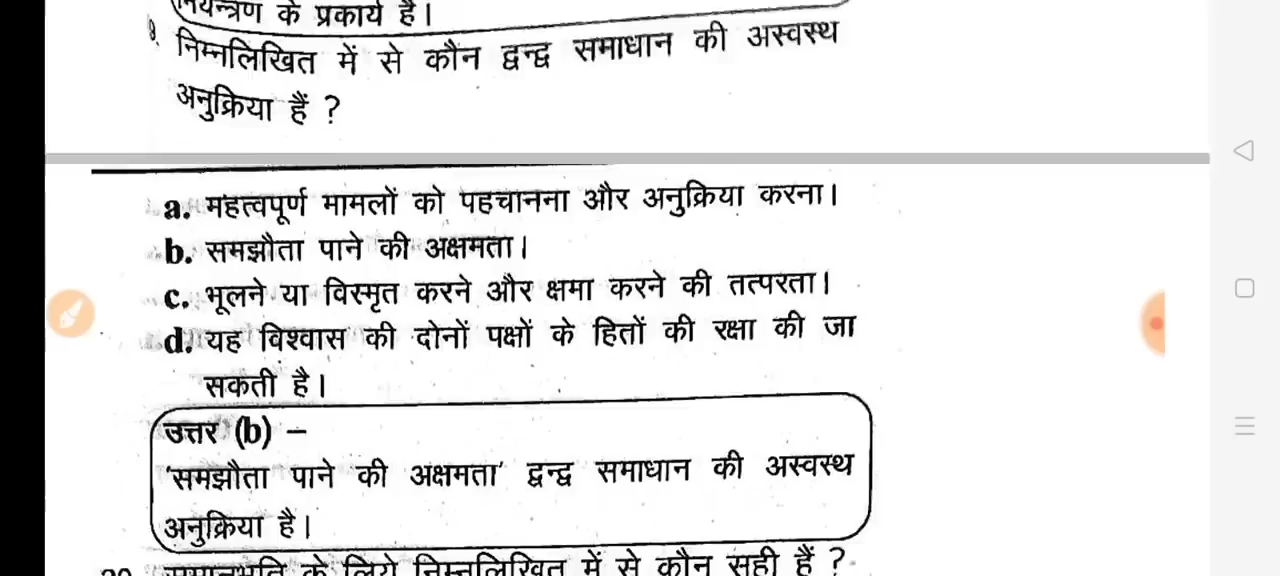 नियन्त्रण के प्रकार्य हैं।
9. निम्नलिखित में से कौन द्वन्द्व समाधान की अस्वस्थ
अनुक्रिया हैं ?
a. महत्वपूर्ण मामलों को पहचानना और अनुक्रिया करना।
b. समझौता पाने की अक्षमता।
c. भूलने या विस्मृत करने और क्षमा करने की तत्परता।
d. यह विश्वास की दोनों पक्षों के हितों की रक्षा की जा
सकती है।
उत्तर (b) –
'समझौता पाने की अक्षमता' द्वन्द्व समाधान की अस्वस्थ
अनुक्रिया है।
के लिये निम्नलिखित में से कौन सही हैं ?